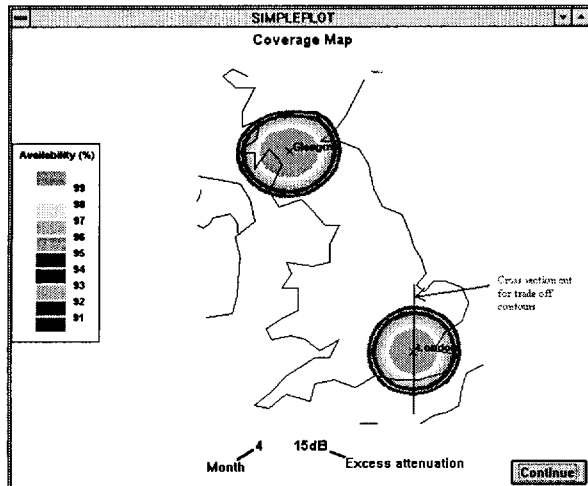 SIMPLEPLOT
Coverage Map
Glasgow
Availability (%)
99
98
97
96
95
94
93
92
91
Cross section cut
for trade off
contours
London
4 15dB
Month Excess attenuation
Continue